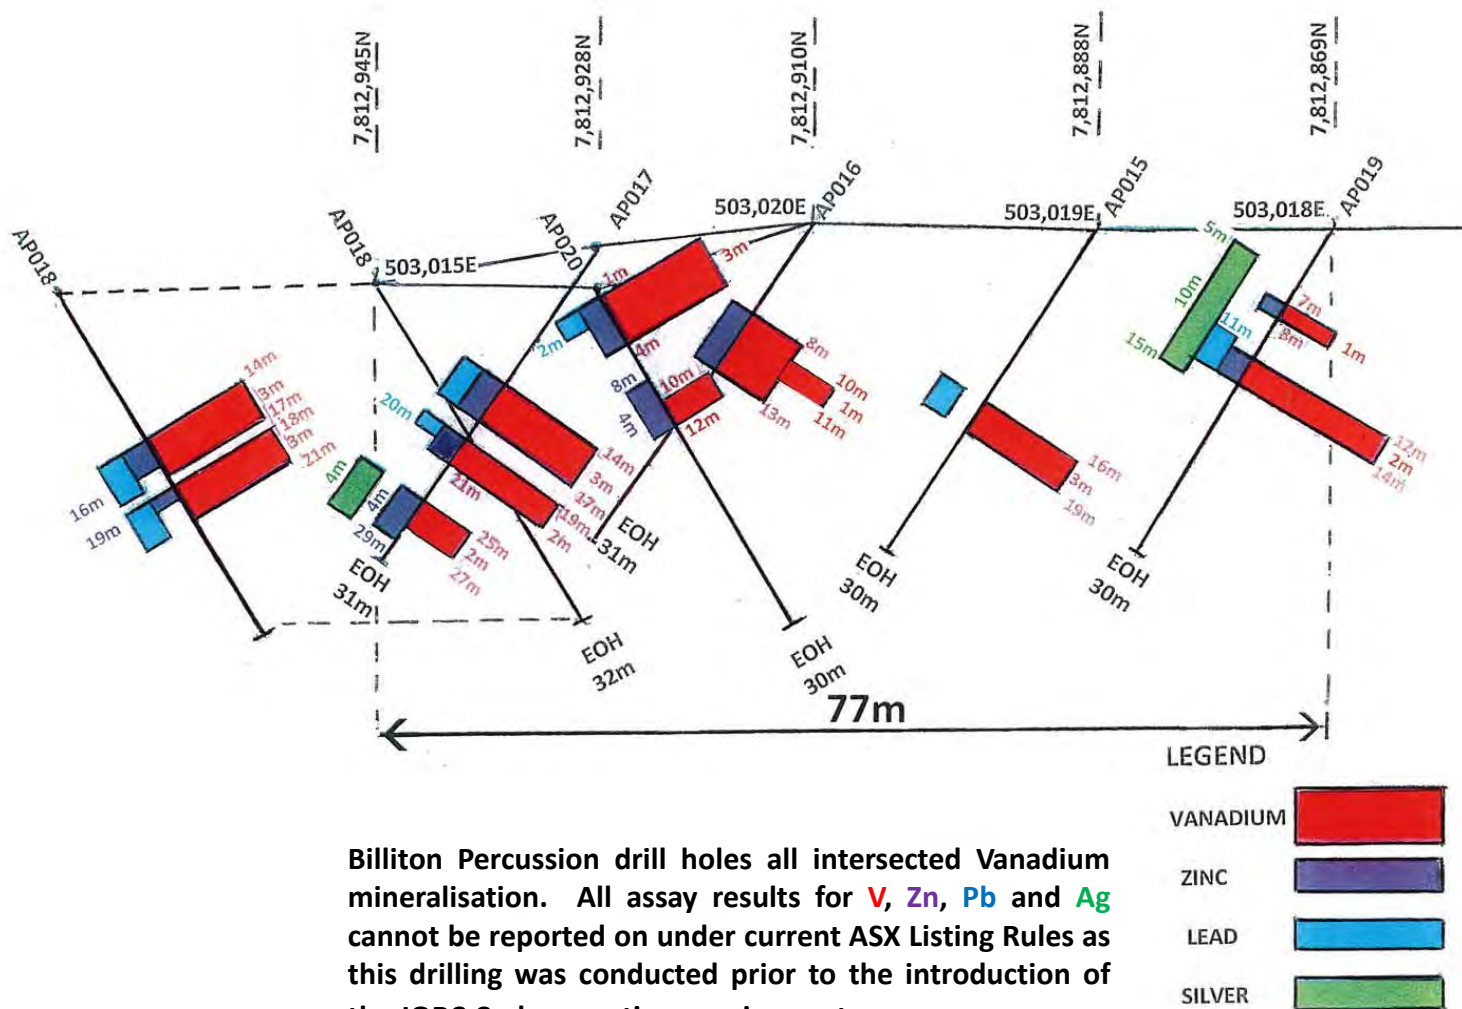 7,812,945N
7,812,928N
7,812,910N
7,812,888N
7,812,869N
AP018
AP018
AP020
AP017
AP016
AP015
AP019
503,015E
503,020E
503,019E
503,018E
14m
3m
17m
18m
3m
21m
16m
19m
4m
20m
21m
4m
29m
25m
2m
27m
EOH
31m
14m
3m
17m
19m
2m
EOH
32m
1m
3m
2m
4m
8m
4m
10m
12m
EOH
30m
8m
10m
1m
11m
13m
EOH
31m
16m
3m
19m
EOH
30m
5m
10m
15m
11m
7m
8m
1m
12m
2m
14m
EOH
30m
77m
LEGEND
VANADIUM
ZINC
LEAD
SILVER
Billiton Percussion drill holes all intersected Vanadium
mineralisation. All assay results for V, Zn, Pb and Ag
cannot be reported on under current ASX Listing Rules as
this drilling was conducted prior to the introduction of